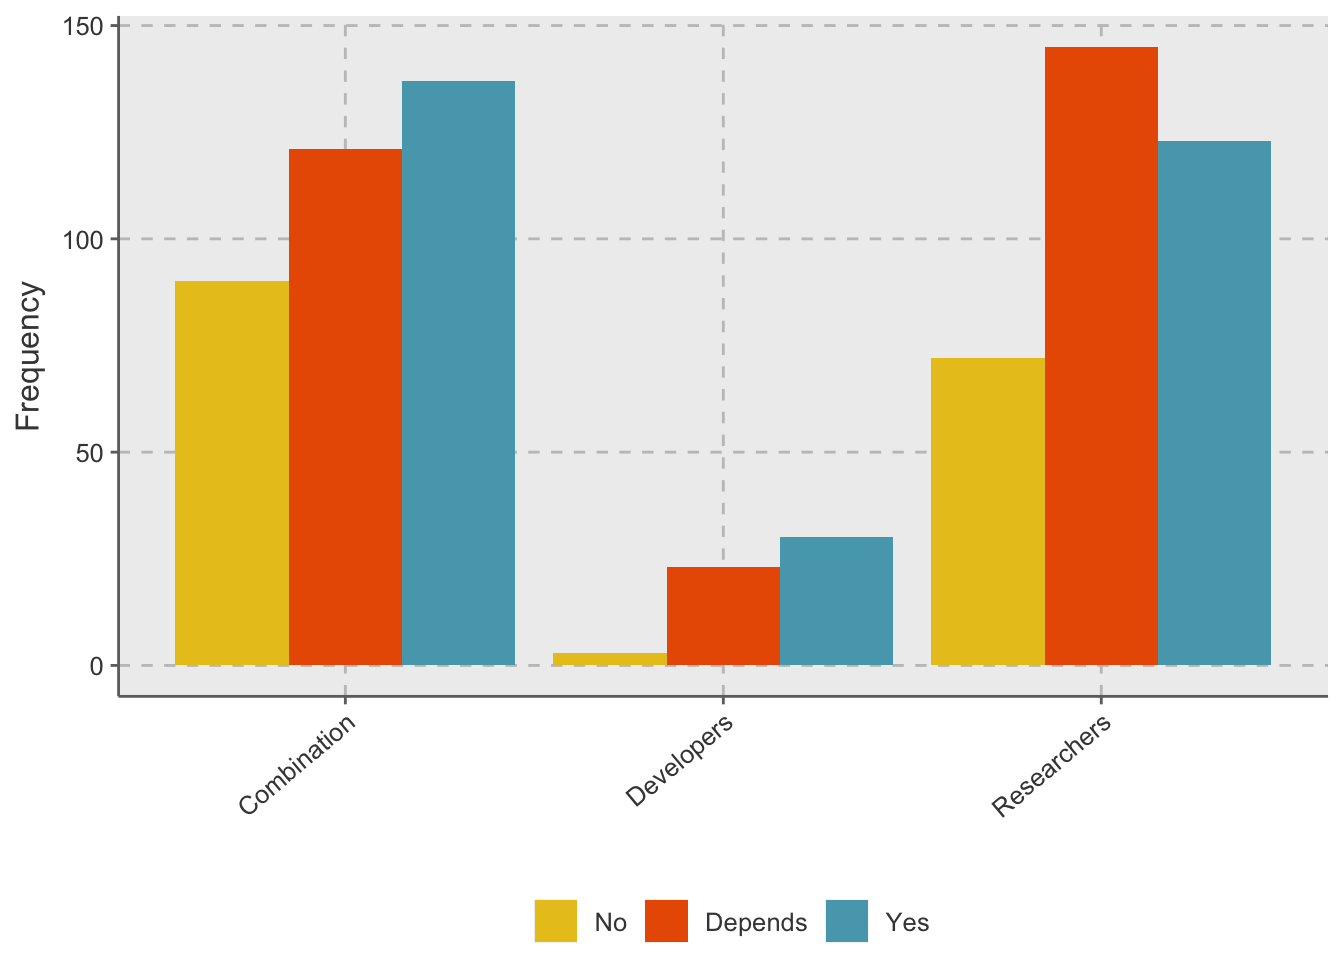 150
100
50
0
Frequency
Combination
Developers
Researchers
No
Depends
Yes